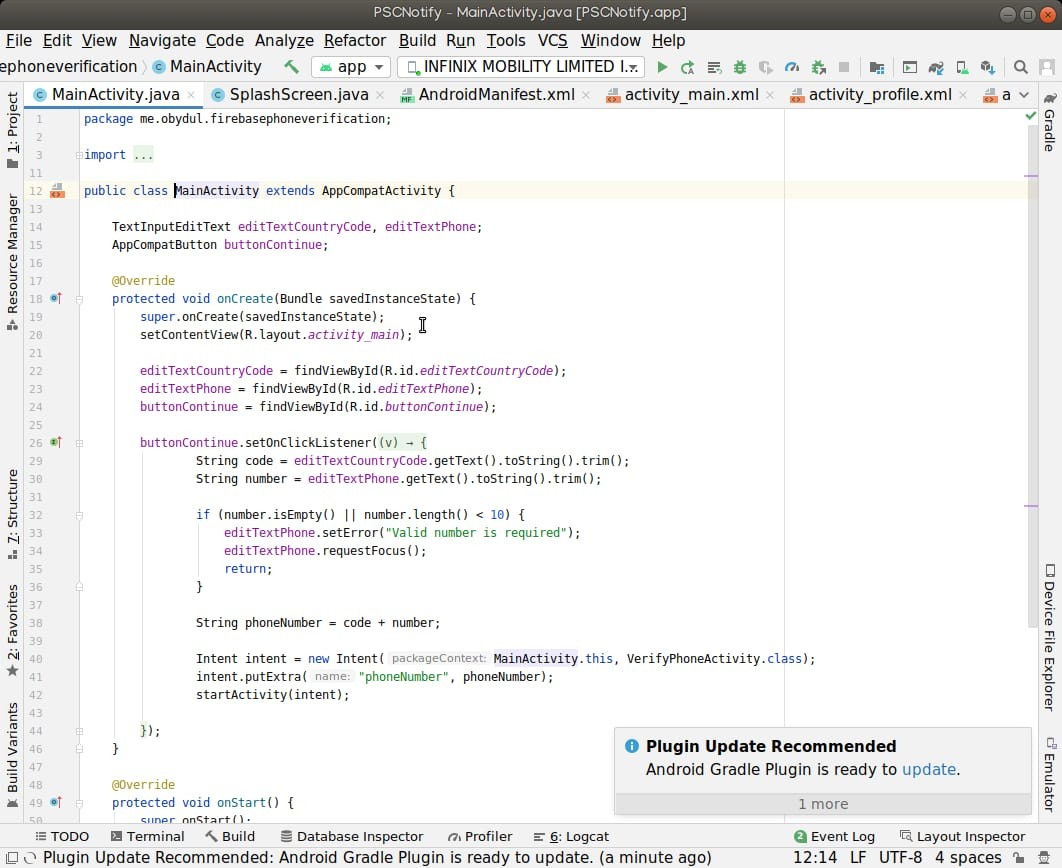 PSCNotify - MainActivity.java [PSCNotify.app]
File Edit View Navigate Code Analyze Refactor Build Run Tools VCS Window Help
ephoneverification MainActivity app INFINIX MOBILITY LIMITED I...
MainActivity.java SplashScreen.java AndroidManifest.xml activity_main.xml activity_profile.xml a
1: Project
Resource Manager
7: Structure
2: Favorites
Build Variants
1 package me.obydul.firebasephoneverification;
2
3 import ...
11
12 public class MainActivity extends AppCompatActivity {
13
14 TextInputEditText editTextCountryCode, editTextPhone;
15 AppCompatButton buttonContinue;
16
17 @Override
18 protected void onCreate(Bundle savedInstanceState) {
19 super.onCreate(savedInstanceState);
20 setContentView(R.layout.activity_main);
21
22 editTextCountryCode = findViewById(R.id.editTextCountryCode);
23 editTextPhone = findViewById(R.id.editTextPhone);
24 buttonContinue = findViewById(R.id.buttonContinue);
25
26 buttonContinue.setOnClickListener((v) → {
29 String code = editTextCountryCode.getText().toString().trim();
30 String number = editTextPhone.getText().toString().trim();
31
32 if (number.isEmpty() || number.length() < 10) {
33 editTextPhone.setError("Valid number is required");
34 editTextPhone.requestFocus();
35 return;
36 }
37
38 String phoneNumber = code + number;
39
40 Intent intent = new Intent( packageContext: MainActivity.this, VerifyPhoneActivity.class);
41 intent.putExtra( name: "phoneNumber", phoneNumber);
42 startActivity(intent);
43
44 });
46 }
47
48 @Override
49 protected void onStart() {
50 super.onStart();
Gradle
Device File Explorer
Emulator
Plugin Update Recommended
Android Gradle Plugin is ready to update.
1 more
TODO Terminal Build Database Inspector Profiler 6: Logcat 2 Event Log Layout Inspector
Plugin Update Recommended: Android Gradle Plugin is ready to update. (a minute ago) 12:14 LF UTF-8 4 spaces